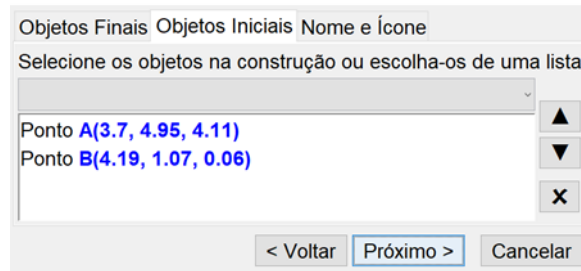 Objetos Finais Objetos Iniciais Nome e Ícone
Selecione os objetos na construção ou escolha-os de uma lista
Ponto A(3.7, 4.95, 4.11)
Ponto B(4.19, 1.07, 0.06)
< Voltar Próximo > Cancelar